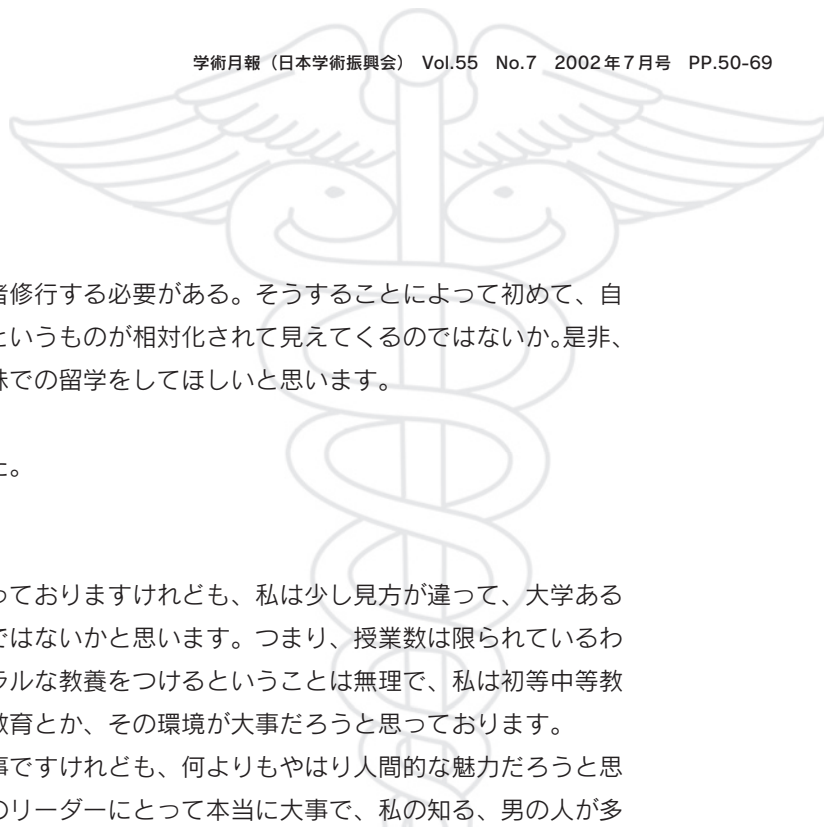 学術月報（日本学術振興会） Vol.55 No.7 2002年7月号 PP.50-69
者修行する必要がある。そうすることによって初めて、自
というものが相対化されて見えてくるのではないか。是非、
味での留学をしてほしいと思います。
た。
っておりますけれども、私は少し見方が違って、大学ある
ではないかと思います。つまり、授業数は限られているわ
ラルな教養をつけるということは無理で、私は初等中等教
教育とか、その環境が大事だろうと思っております。
事ですけれども、何よりもやはり人間的な魅力だろうと思
のリーダーにとって本当に大事で、私の知る、男の人が多